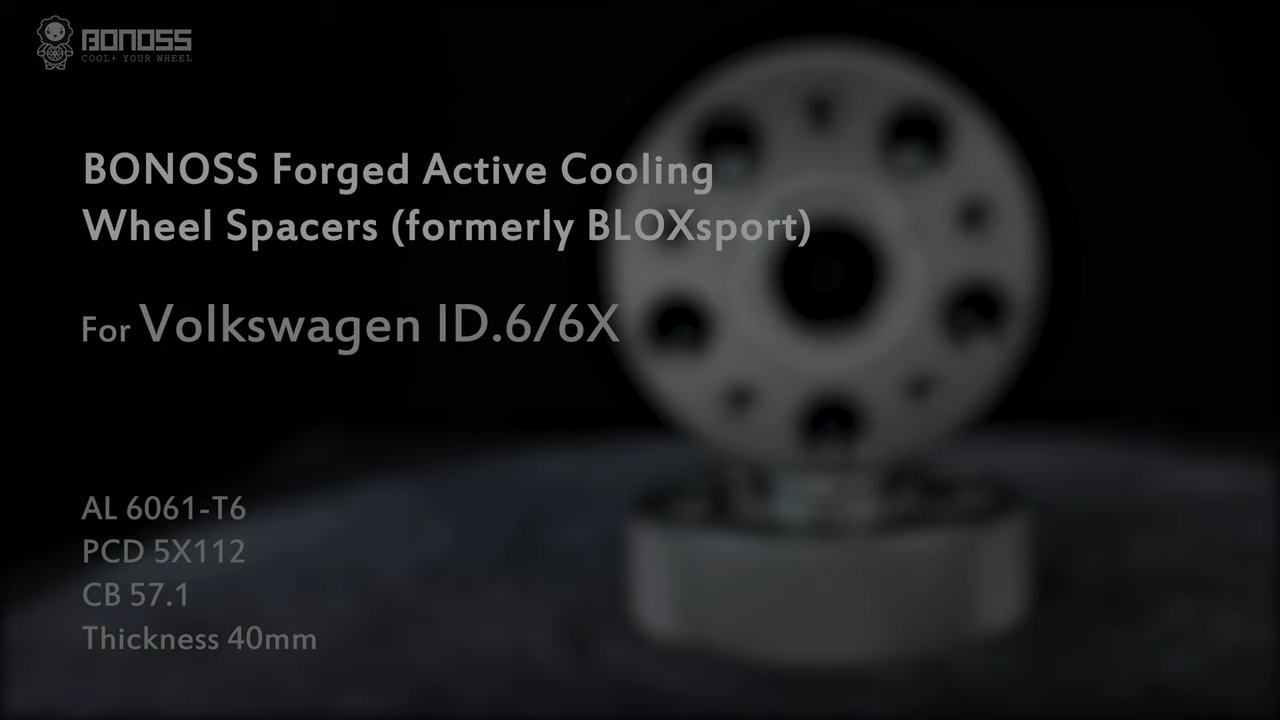 BONOSS
COOL+ YOUR WHEEL
BONOSS Forged Active Cooling
Wheel Spacers (formerly BLOXsport)
For Volkswagen ID.6/6X
AL 6061-T6
PCD 5X112
CB 57.1
Thickness 40mm